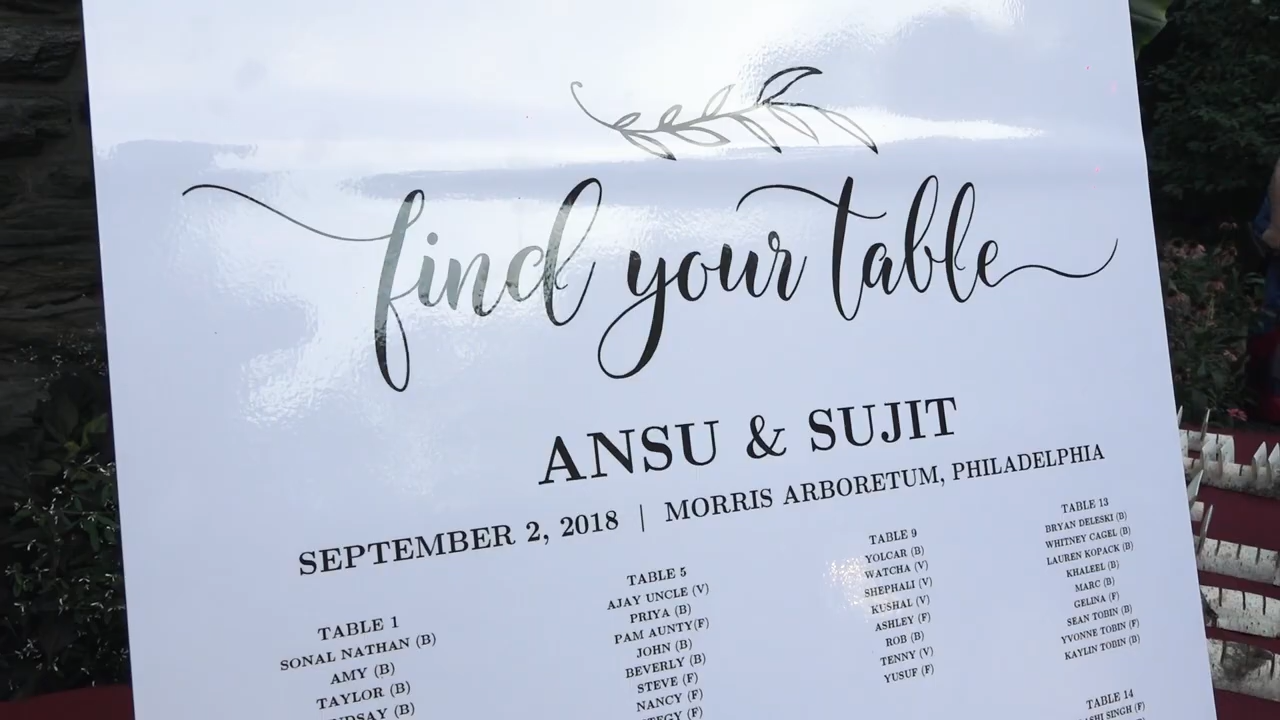 find your table
ANSU & SUJIT
SEPTEMBER 2, 2018 | MORRIS ARBORETUM, PHILADELPHIA
TABLE 1
SONAL NATHAN (B)
AMY (B)
TAYLOR (B)
(B)
TABLE 5
AJAY UNCLE (V)
PRIYA (B)
PAM AUNTY(F)
JOHN (B)
BEVERLY (B)
STEVE (F)
NANCY (F)
(F)
TABLE 9
YOLCAR (B)
WATCHA (V)
SHEPHALI (V)
KUSHAL (V)
ASHLEY (F)
ROB (B)
TENNY (V)
YUSUF (F)
TABLE 13
BRYAN DELESKI (B)
WHITNEY CAGEL (B)
LAUREN KOPACK (B)
KHALEEL (B)
MARC (B)
GELINA (F)
SEAN TOBIN (B)
YVONNE TOBIN (F)
KAYLIN TOBIN (B)
TABLE 14
SINGH (F)